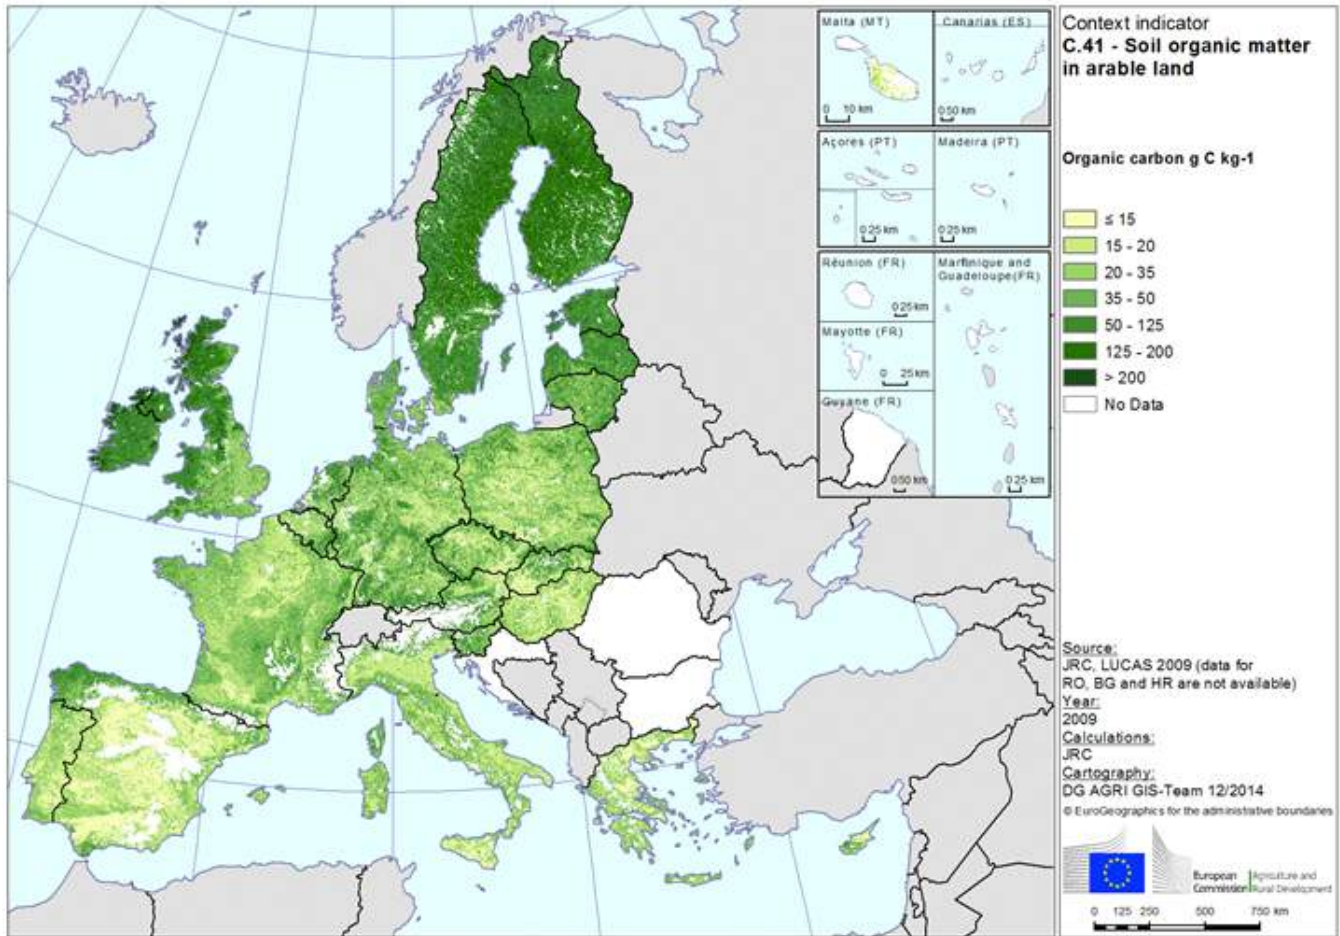 Malta (MT)
0 10 km
Canarias (ES)
0 50 km
Açores (PT)
0 25 km
Madeira (PT)
0 25 km
Réunion (FR)
0 25 km
Martinique and
Guadeloupe(FR)
0 25 km
Mayotte (FR)
0 25 km
Guyane (FR)
0 50 km
Context indicator
C.41 - Soil organic matter
in arable land
Organic carbon g C kg-1
≤ 15
15 - 20
20 - 35
35 - 50
50 - 125
125 - 200
> 200
No Data
Source:
JRC, LUCAS 2009 (data for
RO, BG and HR are not available)
Year:
2009
Calculations:
JRC
Cartography:
DG AGRI GIS-Team 12/2014
© EuroGeographics for the administrative boundaries
European
Commission
Agriculture and
Rural Development
0 125 250 500 750 km